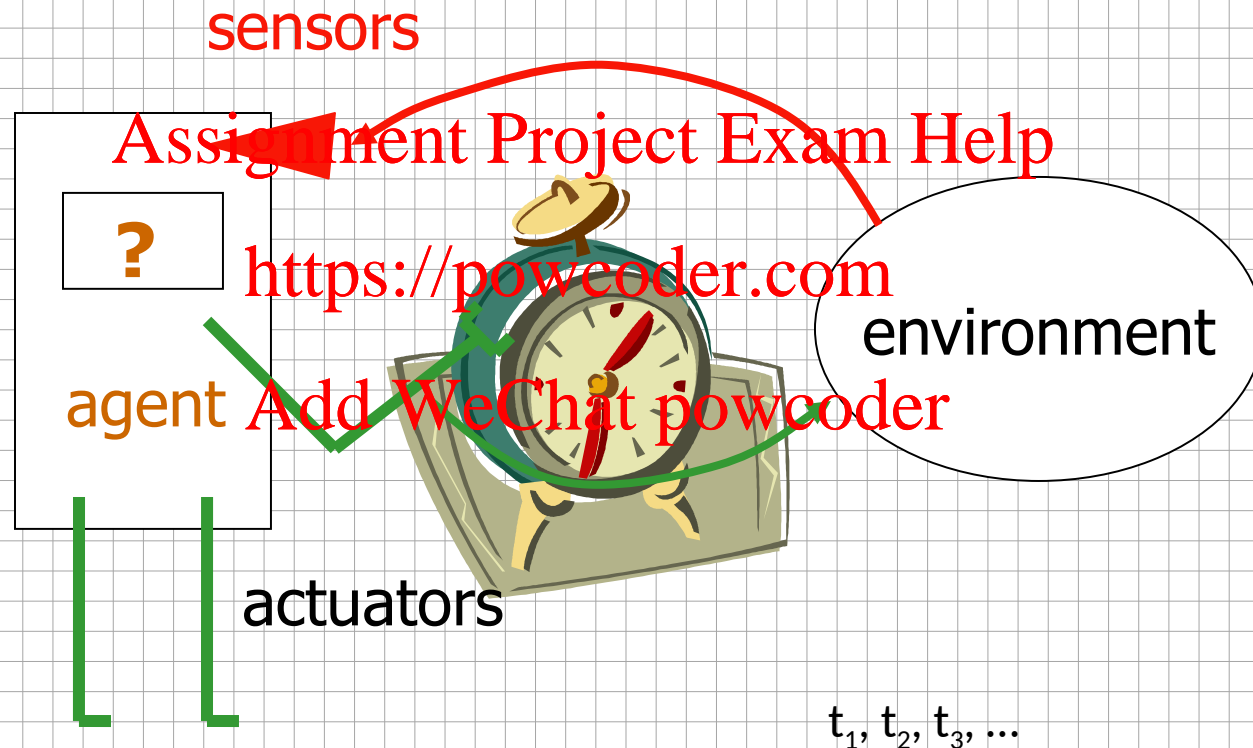 sensors
Assignment Project Exam Help
?
https://powcoder.com
environment
agent
Add WeChat powcoder
actuators
t₁, t₂, t₃, ...